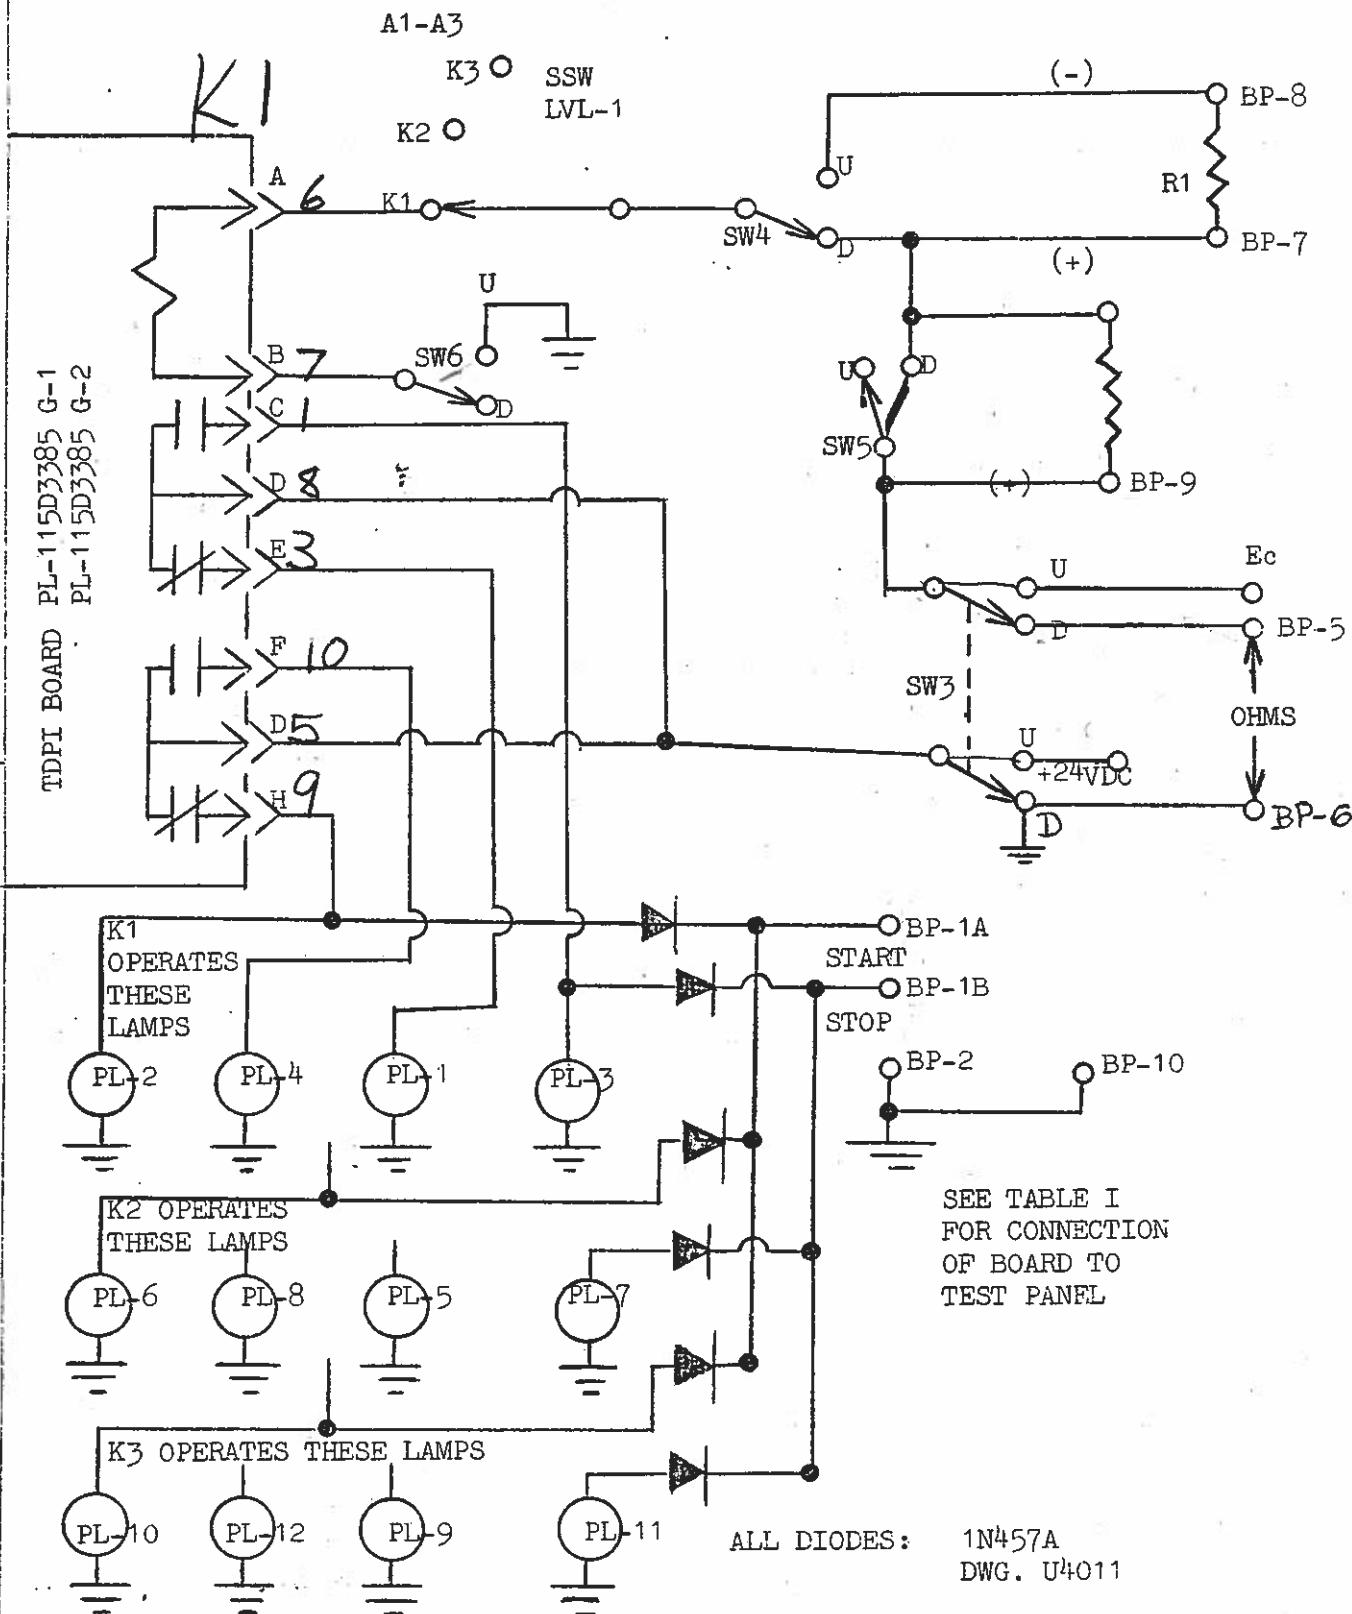 A1-A3
K1
K3
SSW
LVL-1
K2
(-)
BP-8
U
R1
A 6
K1
SW4
D
BP-7
(+)
U
B 7
SW6
U
D
C 1
D
SW5
D 8
(+)
BP-9
E 3
TDPI BOARD PL-115D3385 G-1
PL-115D3385 G-2
U
Ec
D
BP-5
F 10
SW3
OHMS
D 5
U
+24VDC
H 9
D
BP-6
K1
OPERATES
THESE
LAMPS
BP-1A
START
BP-1B
STOP
PL-2
PL-4
PL-1
PL-3
BP-2
BP-10
K2 OPERATES
THESE LAMPS
SEE TABLE I
FOR CONNECTION
OF BOARD TO
TEST PANEL
PL-6
PL-8
PL-5
PL-7
K3 OPERATES THESE LAMPS
PL-10
PL-12
PL-9
PL-11
ALL DIODES: 1N457A
DWG. U4011